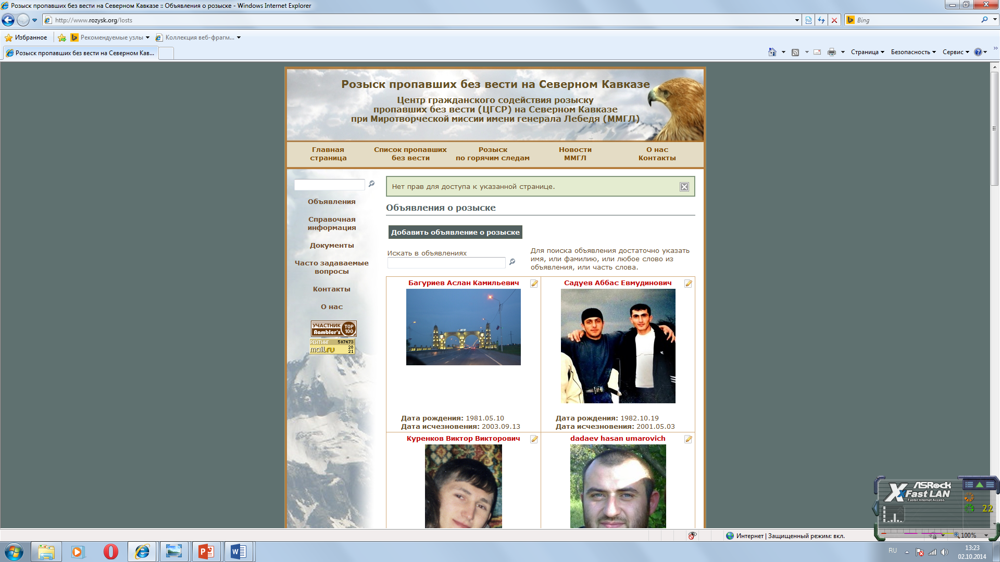 Розыск пропавших без вести на Северном Кавказе :: Объявления о розыске - Windows Internet Explorer
http://www.rozysk.org/losts
Bing
Избранное
Рекомендуемые узлы
Коллекция веб-фрагм...
Розыск пропавших без вести на Северном Кав...
Страница
Безопасность
Сервис
Розыск пропавших без вести на Северном Кавказе
Центр гражданского содействия розыску
пропавших без вести (ЦГСР) на Северном Кавказе
при Миротворческой миссии имени генерала Лебедя (ММГЛ)
Главная
страница
Список пропавших
без вести
Розыск
по горячим следам
Новости
ММГЛ
О нас
Контакты
Объявления
Справочная
информация
Документы
Часто задаваемые
вопросы
Контакты
О нас
УЧАСТНИК
Rambler's
TOP
100
РЕЙТИНГ 507473
mail.ru
28
21
Нет прав для доступа к указанной странице.
Объявления о розыске
Добавить объявление о розыске
Искать в объявлениях
Для поиска объявления достаточно указать
имя, или фамилию, или любое слово из
объявления, или часть слова.
Багуриев Аслан Камильевич
Дата рождения: 1981.05.10
Дата исчезновения: 2003.09.13
Садуев Аббас Евмудинович
Дата рождения: 1982.10.19
Дата исчезновения: 2001.05.03
Куренков Виктор Викторович
dadaev hasan umarovich
ASRock
XFast LAN
Faster Internet Access
22
Интернет | Защищенный режим: вкл.
100%
RU
13:23
02.10.2014